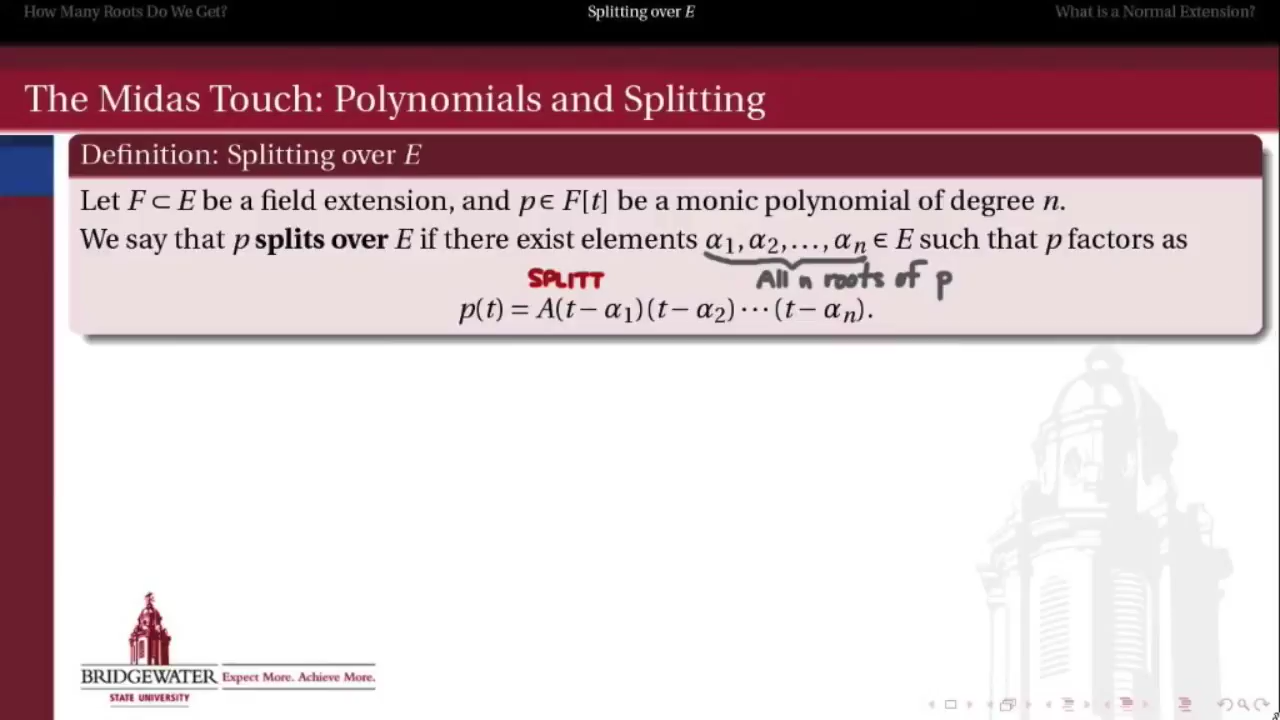 How Many Roots Do We Get? Splitting over E What is a Normal Extension?
The Midas Touch: Polynomials and Splitting
Definition: Splitting over E
Let F ⊂ E be a field extension, and p ∈ F[t] be a monic polynomial of degree n.
We say that p splits over E if there exist elements α₁, α₂, …, αₙ ∈ E such that p factors as
SPLITT All n roots of p
p(t) = A(t − α₁)(t − α₂) ⋯ (t − αₙ).
BRIDGEWATER Expect More. Achieve More.
STATE UNIVERSITY